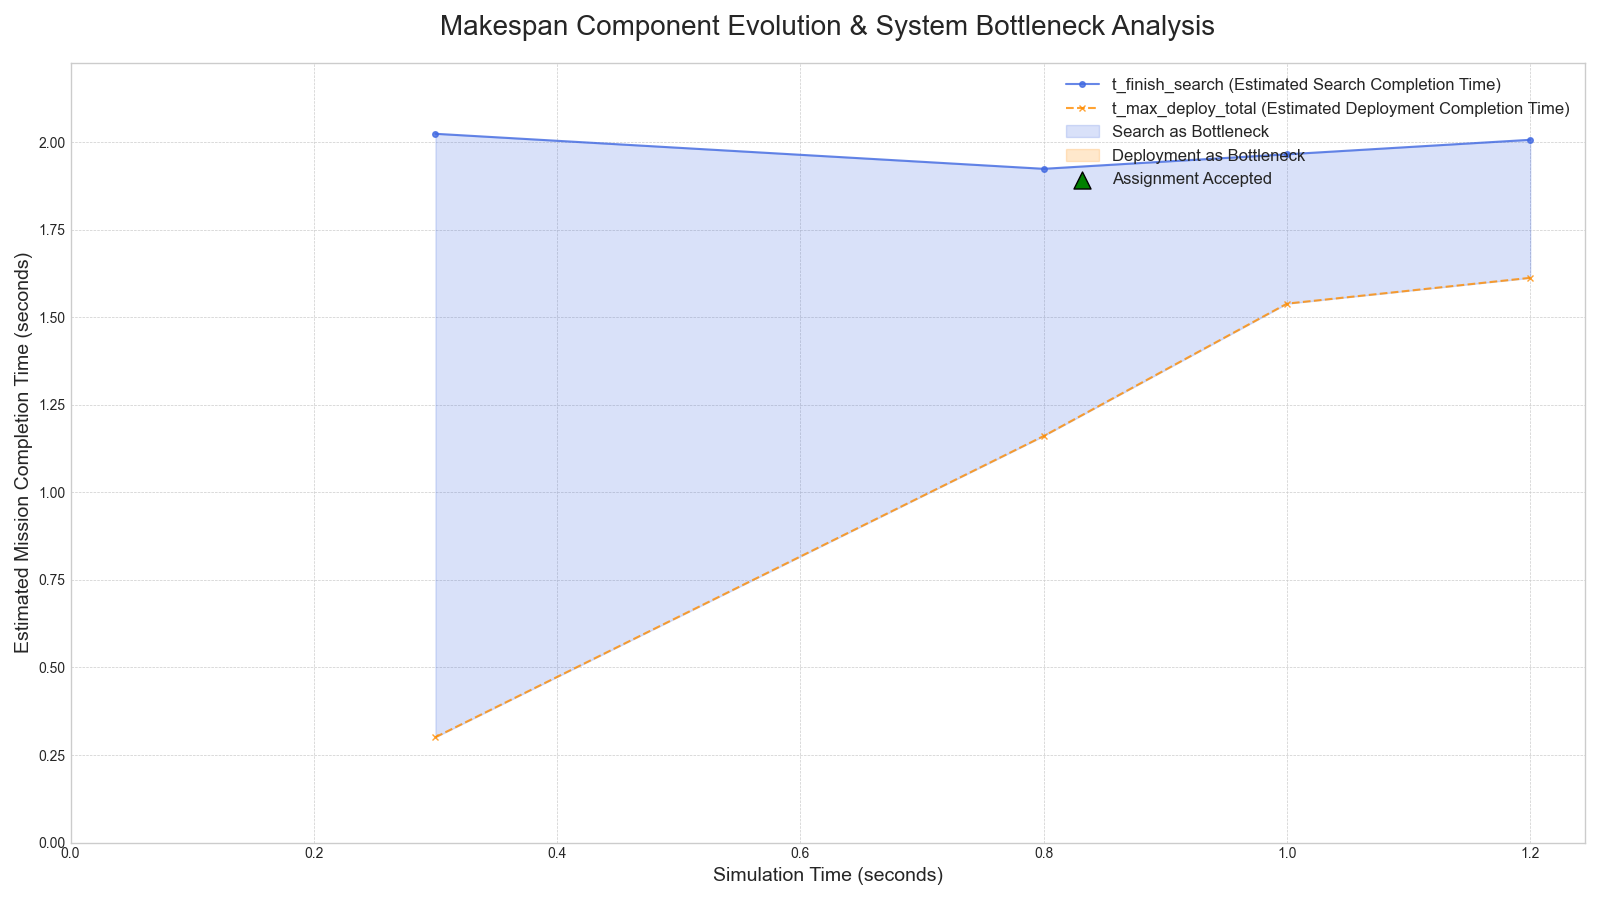 Makespan Component Evolution & System Bottleneck Analysis
t_finish_search (Estimated Search Completion Time)
t_max_deploy_total (Estimated Deployment Completion Time)
Search as Bottleneck
Deployment as Bottleneck
Assignment Accepted
Estimated Mission Completion Time (seconds)
2.00
1.75
1.50
1.25
1.00
0.75
0.50
0.25
0.00
0.0 0.2 0.4 0.6 0.8 1.0 1.2
Simulation Time (seconds)